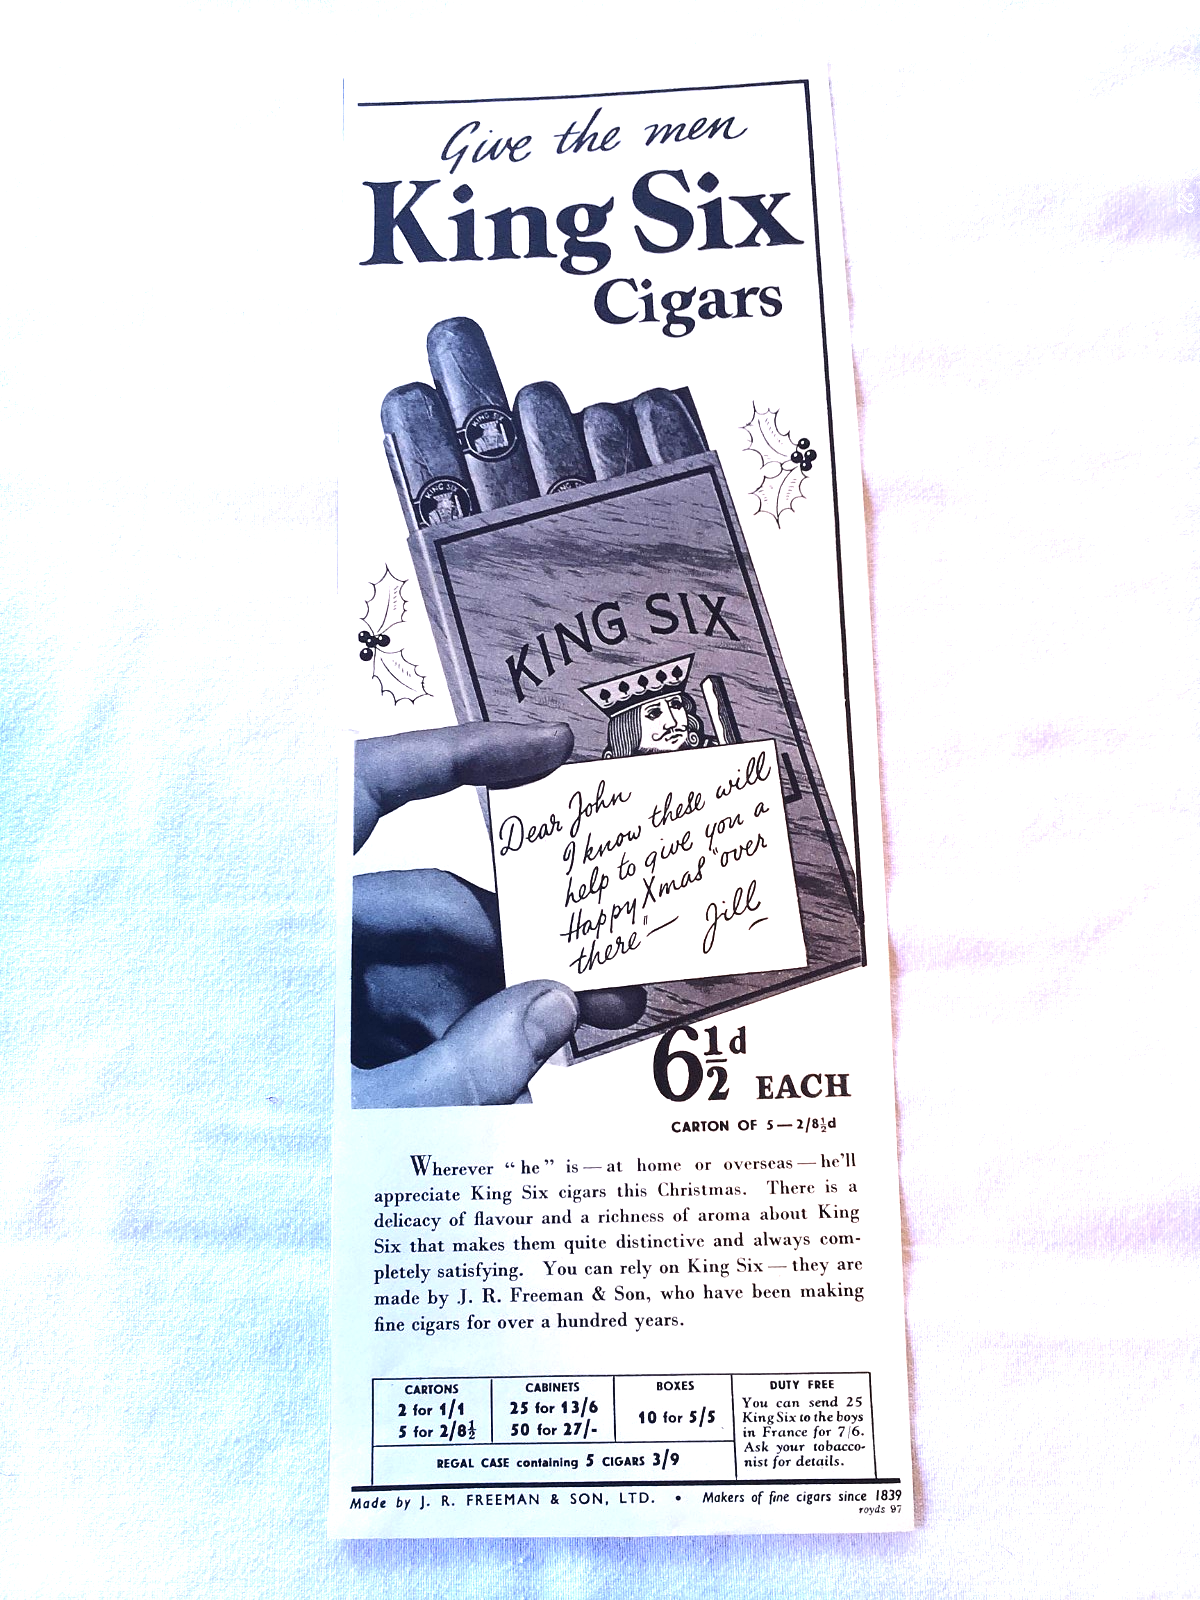 Give the men
King Six
Cigars
KING SIX
KING SIX
KING SIX
Dear John
I know these will
help to give you a
Happy Xmas "over
there"— Jill
6½d EACH
CARTON OF 5—2/8½d
Wherever "he" is—at home or overseas—he'll
appreciate King Six cigars this Christmas. There is a
delicacy of flavour and a richness of aroma about King
Six that makes them quite distinctive and always com-
pletely satisfying. You can rely on King Six—they are
made by J. R. Freeman & Son, who have been making
fine cigars for over a hundred years.
CARTONS
2 for 1/1
5 for 2/8½
CABINETS
25 for 13/6
50 for 27/-
BOXES
10 for 5/5
REGAL CASE containing 5 CIGARS 3/9
DUTY FREE
You can send 25
King Six to the boys
in France for 7/6.
Ask your tobacco-
nist for details.
Made by J. R. FREEMAN & SON, LTD. • Makers of fine cigars since 1839
royds 97